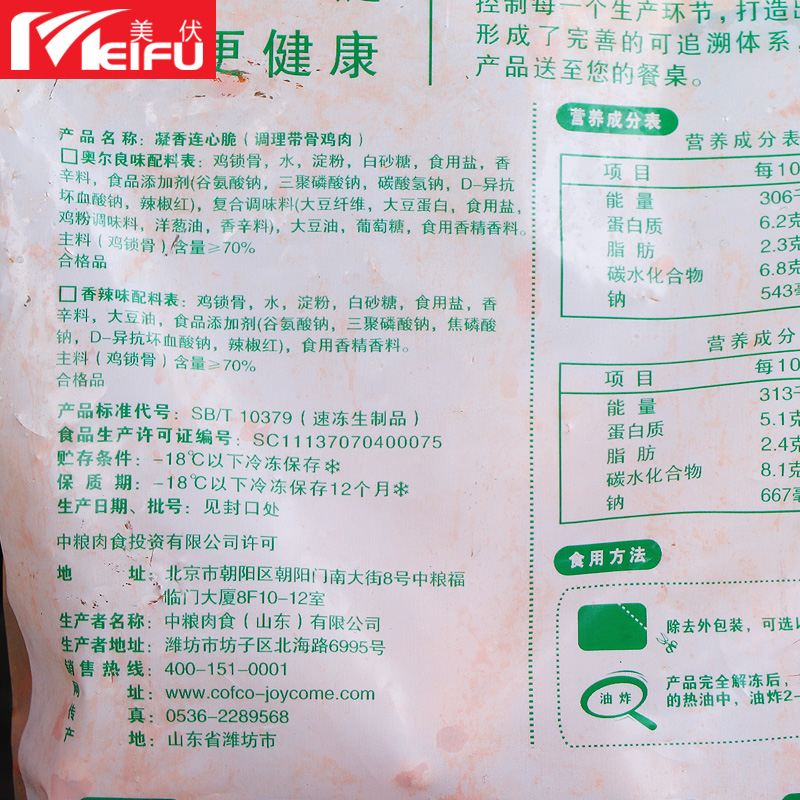 美伏
MEIFU
更健康
控制每一个生产环节,打造出
形成了完善的可追溯体系,
产品送至您的餐桌。
产品名称:凝香连心脆(调理带骨鸡肉)
□奥尔良味配料表:鸡锁骨,水,淀粉,白砂糖,食用盐,香
辛料,食品添加剂(谷氨酸钠,三聚磷酸钠,碳酸氢钠,D-异抗
坏血酸钠,辣椒红),复合调味料(大豆纤维,大豆蛋白,食用盐,
鸡粉调味料,洋葱油,香辛料),大豆油,葡萄糖,食用香精香料。
主料(鸡锁骨)含量≥70%
合格品
□香辣味配料表:鸡锁骨,水,淀粉,白砂糖,食用盐,香
辛料,大豆油,食品添加剂(谷氨酸钠,三聚磷酸钠,焦磷酸
钠,D-异抗坏血酸钠,辣椒红),食用香精香料。
主料(鸡锁骨)含量≥70%
合格品
产品标准代号:SB/T 10379(速冻生制品)
食品生产许可证编号:SC11137070400075
贮存条件:-18℃以下冷冻保存❄
保质期:-18℃以下冷冻保存12个月❄
生产日期、批号:见封口处
中粮肉食投资有限公司许可
地址:北京市朝阳区朝阳门南大街8号中粮福
临门大厦8F10-12室
生产者名称:中粮肉食(山东)有限公司
生产者地址:潍坊市坊子区北海路6995号
销售热线:400-151-0001
网址:www.cofco-joycome.com
传真:0536-2289568
产地:山东省潍坊市
营养成分表
营养成分表
项目 每10
能量 306千
蛋白质 6.2克
脂肪 2.3克
碳水化合物 6.8克
钠 543毫
营养成分
项目 每10
能量 313千
蛋白质 5.1克
脂肪 2.4克
碳水化合物 8.1克
钠 667毫
食用方法
除去外包装,可选
油炸
产品完全解冻后,
的热油中,油炸2-